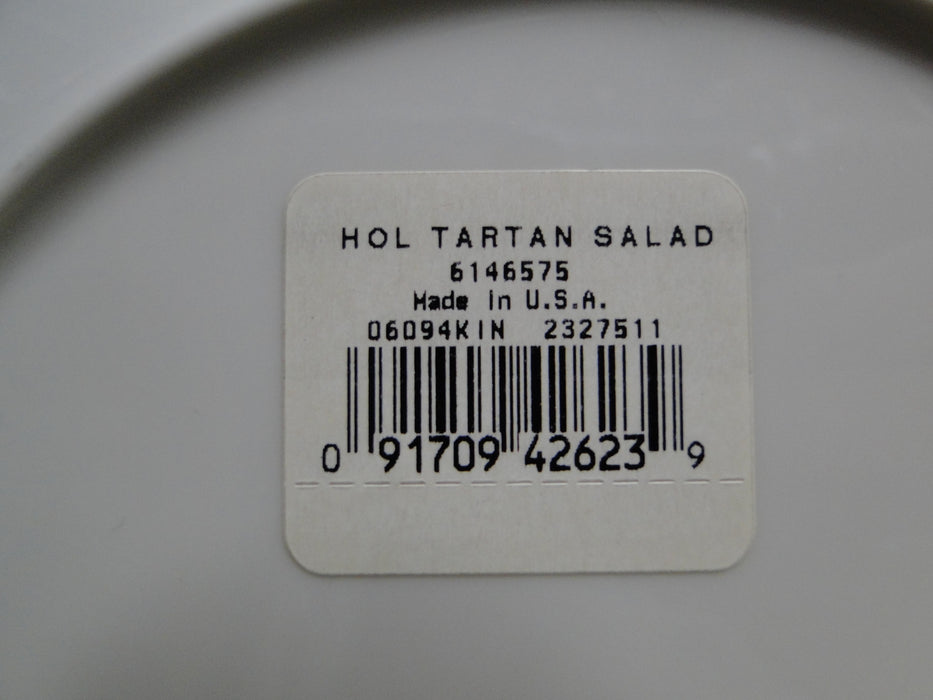 HOL TARTAN SALAD
6146575
Made in U.S.A.
06094KIN 2327511
0 91709 42623 9